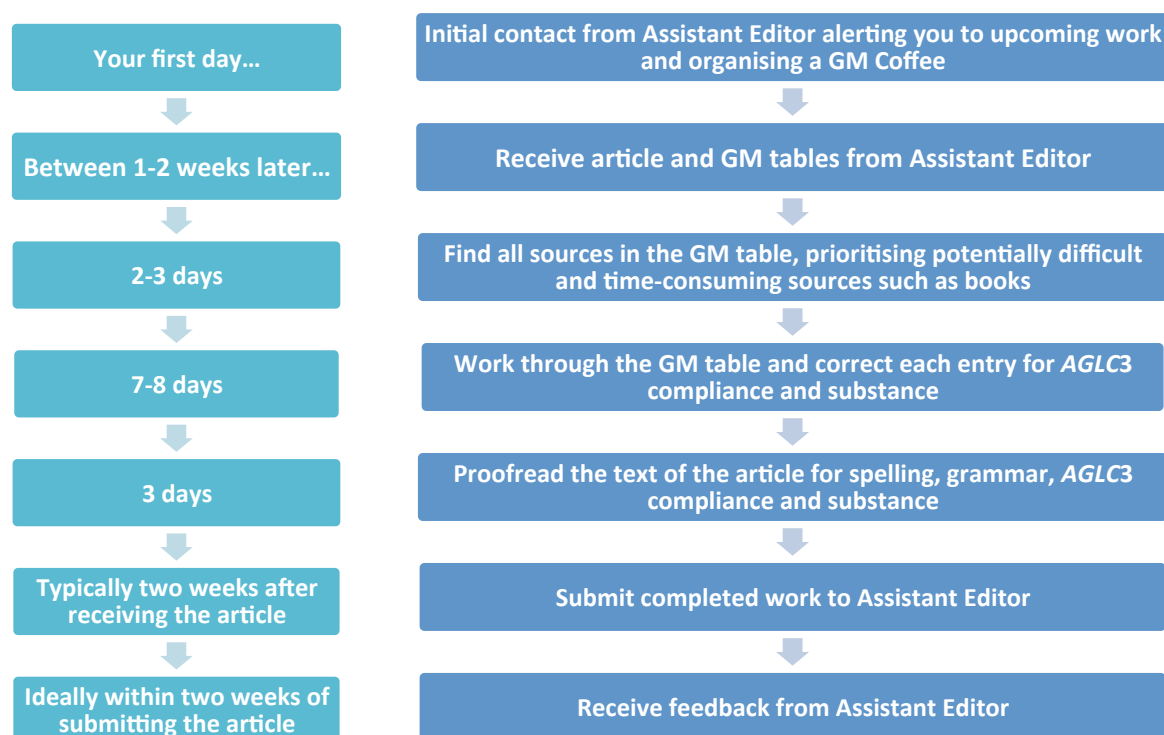 Your first day…
Initial contact from Assistant Editor alerting you to upcoming work
and organising a GM Coffee
Between 1-2 weeks later…
Receive article and GM tables from Assistant Editor
2-3 days
Find all sources in the GM table, prioritising potentially difficult
and time-consuming sources such as books
7-8 days
Work through the GM table and correct each entry for AGLC3
compliance and substance
3 days
Proofread the text of the article for spelling, grammar, AGLC3
compliance and substance
Typically two weeks after
receiving the article
Submit completed work to Assistant Editor
Ideally within two weeks of
submitting the article
Receive feedback from Assistant Editor